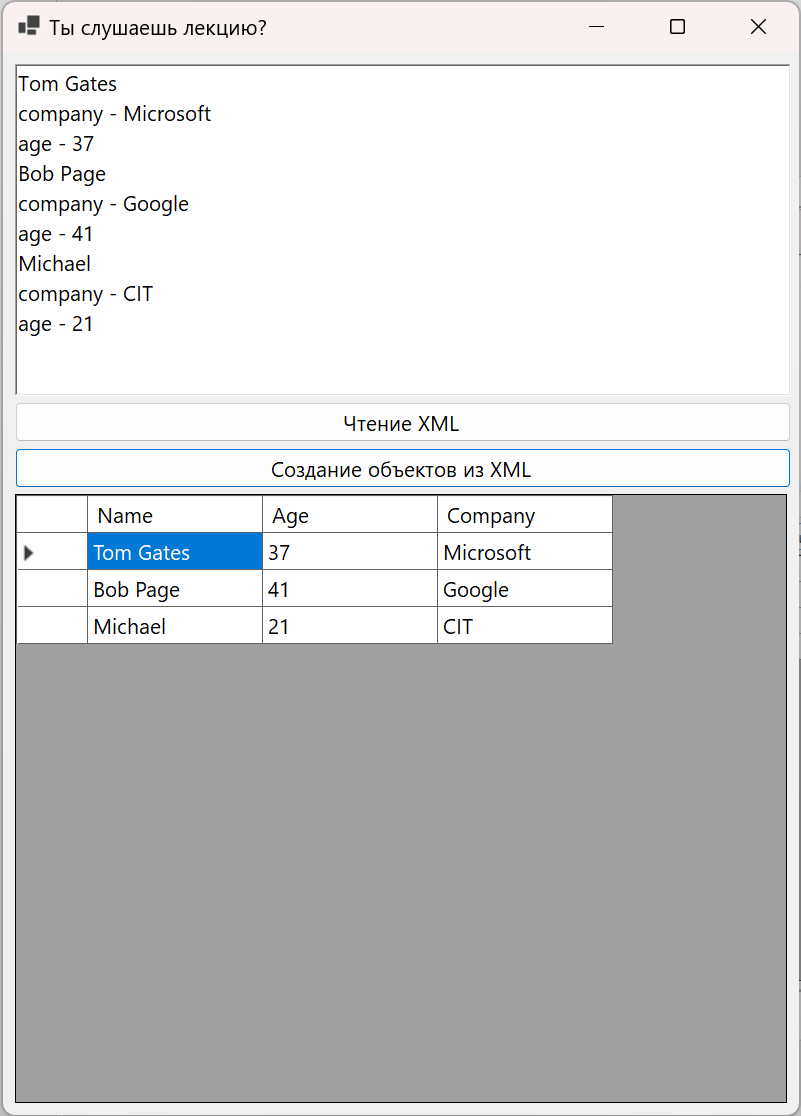 Ты слушаешь лекцию?
Tom Gates
company - Microsoft
age - 37
Bob Page
company - Google
age - 41
Michael
company - CIT
age - 21
Чтение XML
Создание объектов из XML
Name Age Company
Tom Gates 37 Microsoft
Bob Page 41 Google
Michael 21 CIT